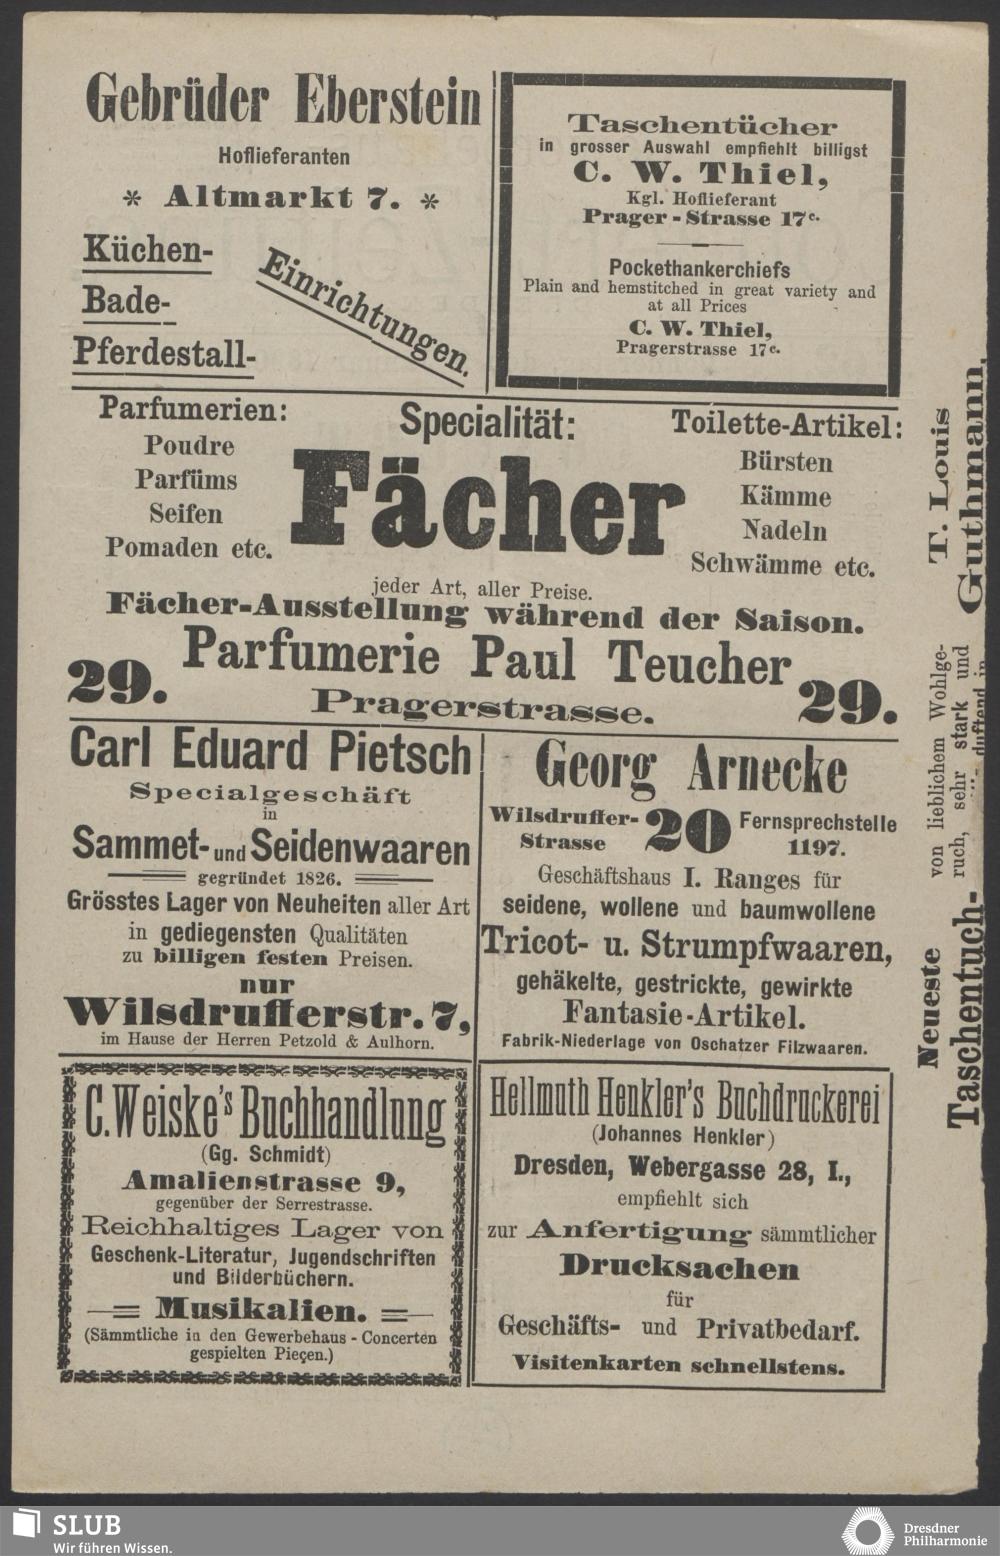 Gebrüder Eberstein
Hoflieferanten
* Altmarkt 7. *
Küchen-
Bade-
Pferdestall-
Einrichtungen.
Taschentücher
in grosser Auswahl empfiehlt billigst
C. W. Thiel,
Kgl. Hoflieferant
Prager-Strasse 17c.
Pockethankerchiefs
Plain and hemstitched in great variety and
at all Prices
C. W. Thiel,
Pragerstrasse 17c.
Parfumerien:
Poudre
Parfüms
Seifen
Pomaden etc.
Specialität:
Fächer
jeder Art, aller Preise.
Toilette-Artikel:
Bürsten
Kämme
Nadeln
Schwämme etc.
Fächer-Ausstellung während der Saison.
29. Parfumerie Paul Teucher 29.
Pragerstrasse.
Carl Eduard Pietsch
Specialgeschäft
in
Sammet- und Seidenwaaren
gegründet 1826.
Grösstes Lager von Neuheiten aller Art
in gediegensten Qualitäten
zu billigen festen Preisen.
nur
Wilsdrufferstr. 7,
im Hause der Herren Petzold & Aulhorn.
Georg Arnecke
Wilsdruffer-
Strasse
20
Fernsprechstelle
1197.
Geschäftshaus I. Ranges für
seidene, wollene und baumwollene
Tricot- u. Strumpfwaaren,
gehäkelte, gestrickte, gewirkte
Fantasie-Artikel.
Fabrik-Niederlage von Oschatzer Filzwaaren.
C. Weiske's Buchhandlung
(Gg. Schmidt)
Amalienstrasse 9,
gegenüber der Serrestrasse.
Reichhaltiges Lager von
Geschenk-Literatur, Jugendschriften
und Bilderbüchern.
Musikalien.
(Sämmtliche in den Gewerbehaus-Concerten
gespielten Pieçen.)
Hellmuth Henkler's Buchdruckerei
(Johannes Henkler)
Dresden, Webergasse 28, I.,
empfiehlt sich
zur Anfertigung sämmtlicher
Drucksachen
für
Geschäfts- und Privatbedarf.
Visitenkarten schnellstens.
Neueste
Taschentuch-
von lieblichem Wohlge-
ruch, sehr stark und
duftend in
T. Louis
Guthmann,
SLUB
Wir führen Wissen.
Dresdner
Philharmonie